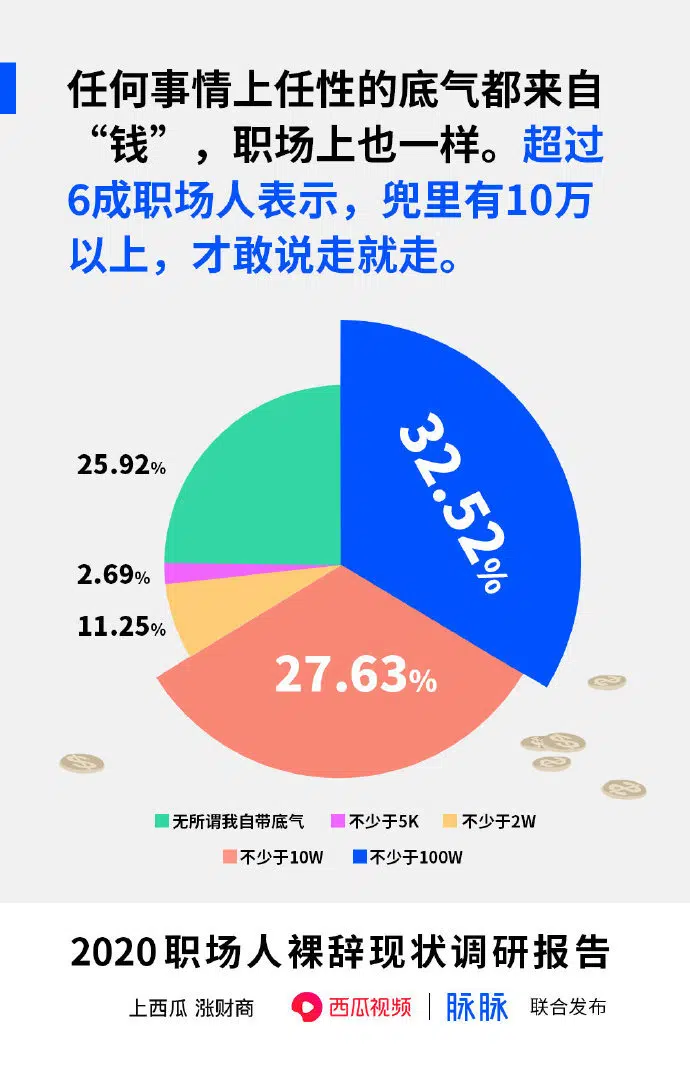 任何事情上任性的底气都来自
“钱”，职场上也一样。超过
6成职场人表示，兜里有10万
以上，才敢说走就走。
32.52%
25.92%
2.69%
11.25%
27.63%
无所谓我自带底气 不少于5K 不少于2W
不少于10W 不少于100W
2020职场人裸辞现状调研报告
上西瓜 涨财商 西瓜视频 脉脉 联合发布